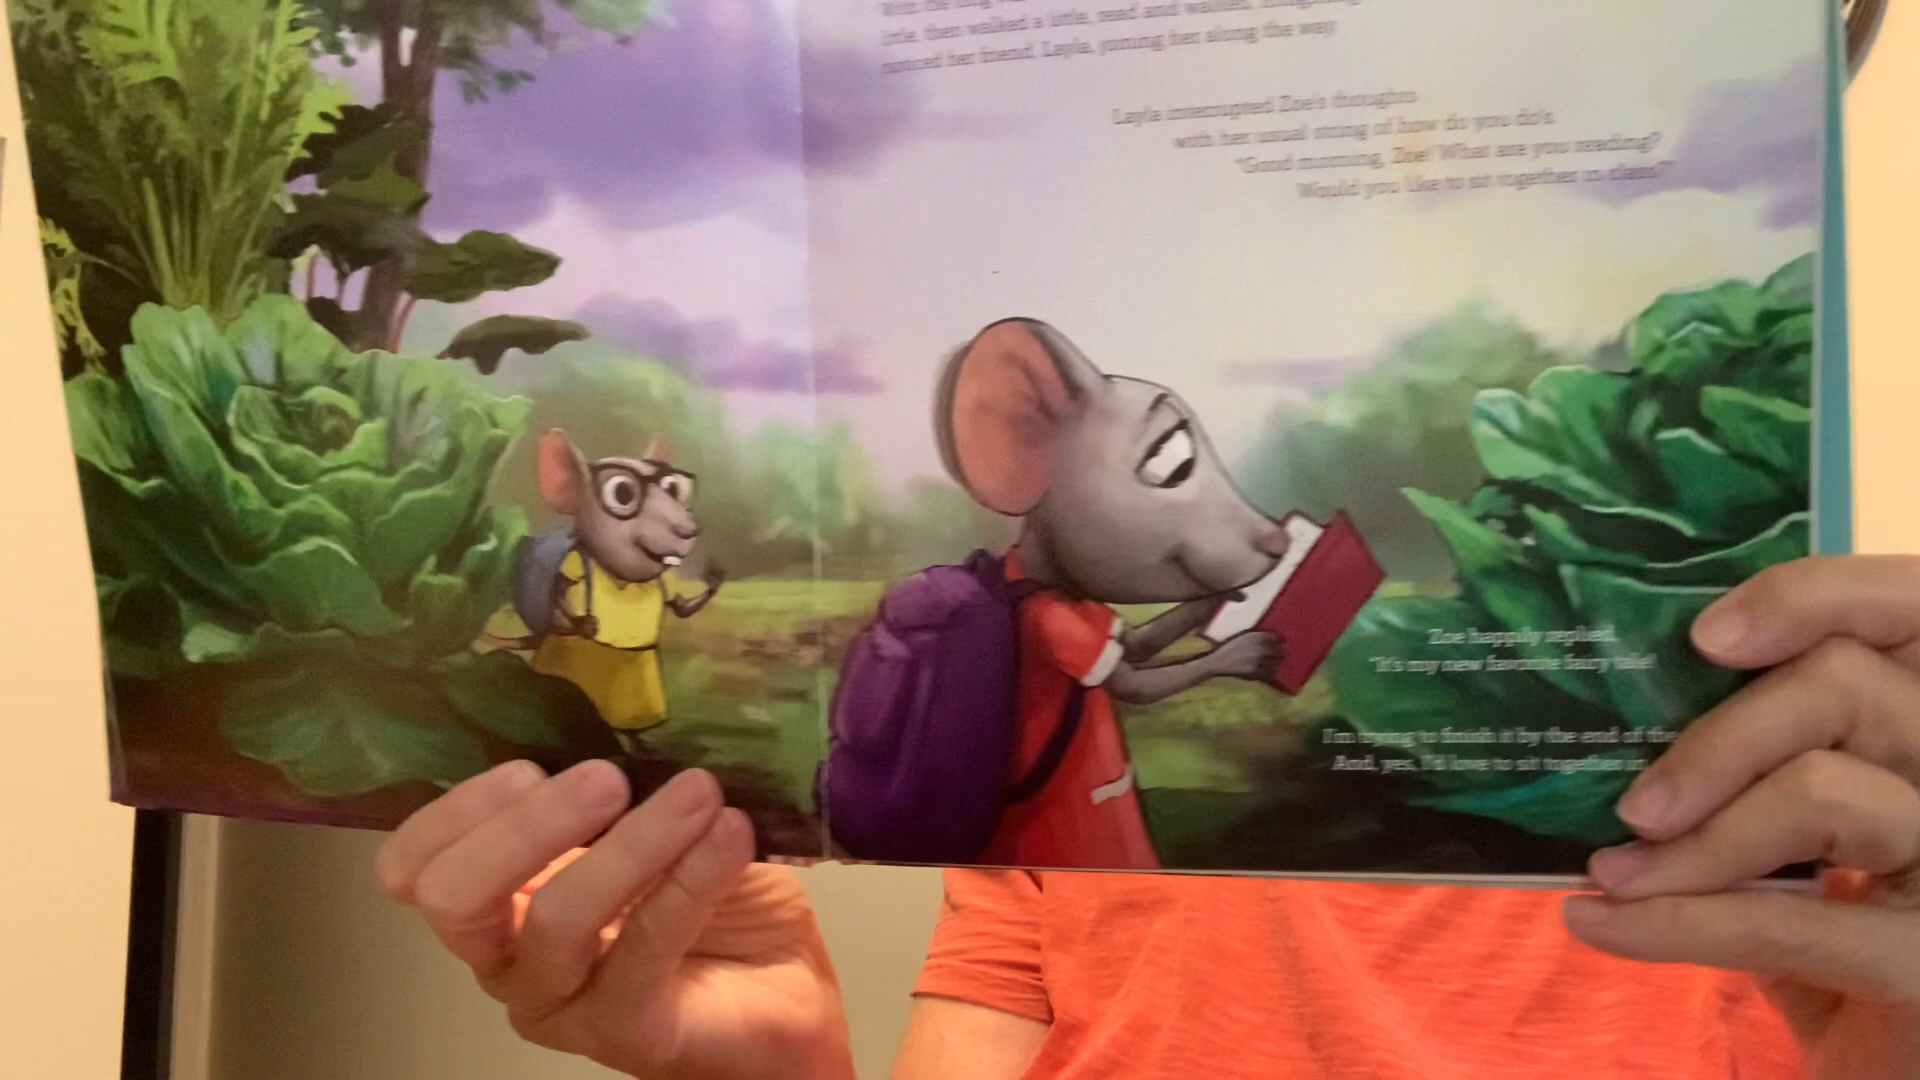 With the long
little, then walked a little, read and walked,
noticed her friend, Layla, joining her along the way
Layla interrupted Zoe's thoughts
with her usual string of how do you do's.
"Good morning, Zoe! What are you reading?
Would you like to sit together in class?"
Zoe happily replied,
"It's my new favorite fairy tale!
I'm trying to finish it by the end of the
And, yes, I'd love to sit together in